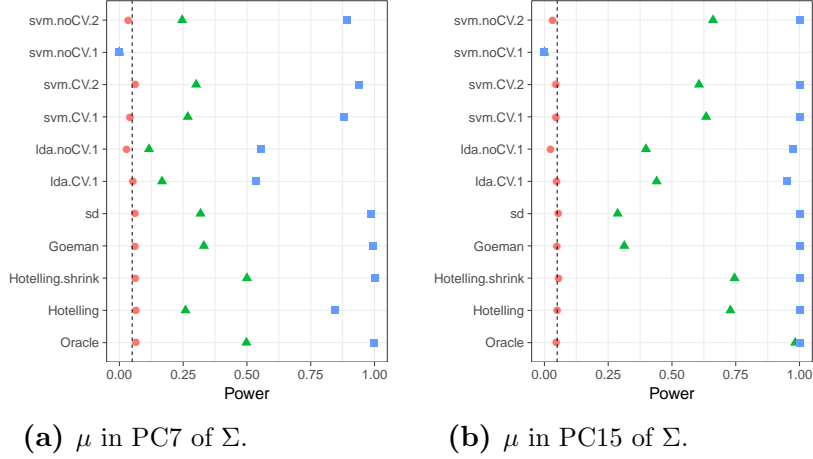 svm.noCV.2
svm.noCV.1
svm.CV.2
svm.CV.1
lda.noCV.1
lda.CV.1
sd
Goeman
Hotelling.shrink
Hotelling
Oracle
0.00 0.25 0.50 0.75 1.00
Power
(a) μ in PC7 of Σ.
svm.noCV.2
svm.noCV.1
svm.CV.2
svm.CV.1
lda.noCV.1
lda.CV.1
sd
Goeman
Hotelling.shrink
Hotelling
Oracle
0.00 0.25 0.50 0.75 1.00
Power
(b) μ in PC15 of Σ.